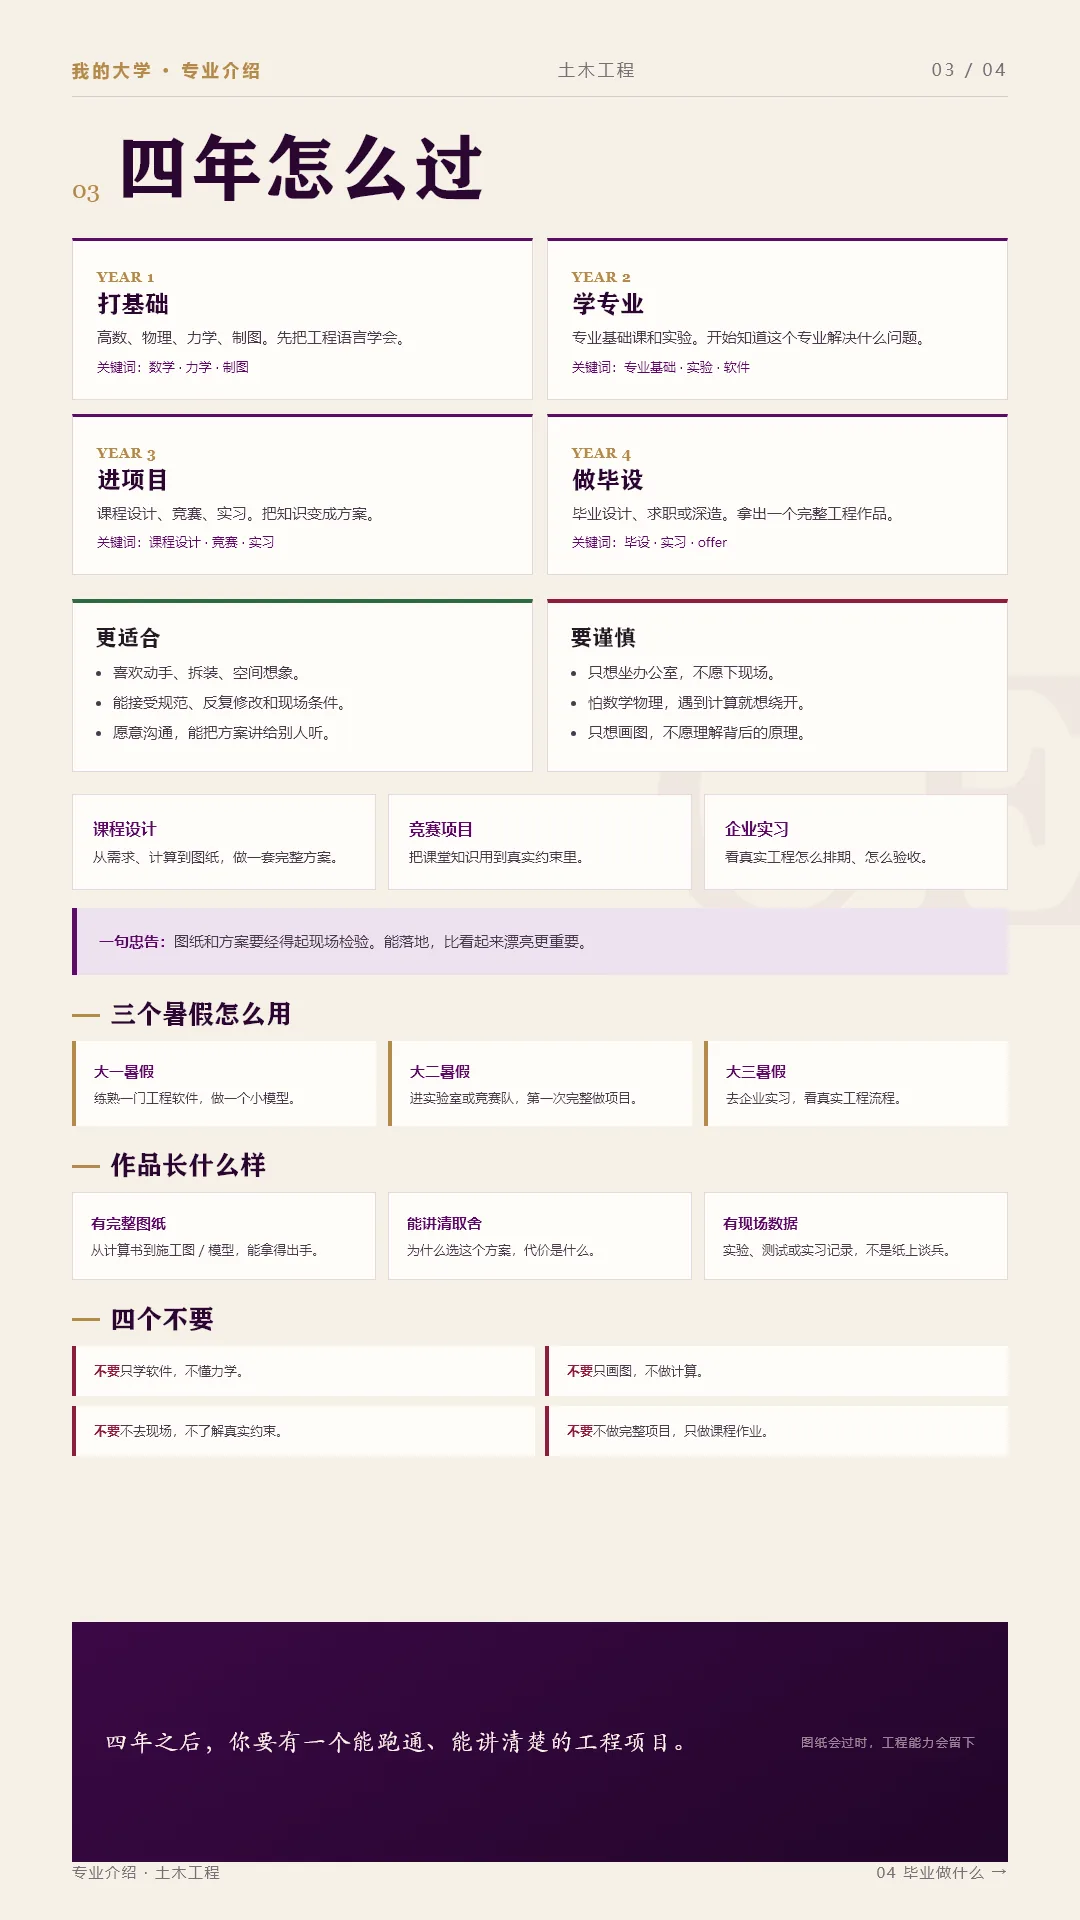 我的大学 · 专业介绍
土木工程
03 / 04
03 四年怎么过
YEAR 1
打基础
高数、物理、力学、制图。先把工程语言学会。
关键词：数学 · 力学 · 制图
YEAR 2
学专业
专业基础课和实验。开始知道这个专业解决什么问题。
关键词：专业基础 · 实验 · 软件
YEAR 3
进项目
课程设计、竞赛、实习。把知识变成方案。
关键词：课程设计 · 竞赛 · 实习
YEAR 4
做毕设
毕业设计、求职或深造。拿出一个完整工程作品。
关键词：毕设 · 实习 · offer
更适合
• 喜欢动手、拆装、空间想象。
• 能接受规范、反复修改和现场条件。
• 愿意沟通，能把方案讲给别人听。
要谨慎
• 只想坐办公室，不愿下现场。
• 怕数学物理，遇到计算就想绕开。
• 只想画图，不愿理解背后的原理。
CE
课程设计
从需求、计算到图纸，做一套完整方案。
竞赛项目
把课堂知识用到真实约束里。
企业实习
看真实工程怎么排期、怎么验收。
一句忠告：图纸和方案要经得起现场检验。能落地，比看起来漂亮更重要。
三个暑假怎么用
大一暑假
练熟一门工程软件，做一个小模型。
大二暑假
进实验室或竞赛队，第一次完整做项目。
大三暑假
去企业实习，看真实工程流程。
作品长什么样
有完整图纸
从计算书到施工图 / 模型，能拿得出手。
能讲清取舍
为什么选这个方案，代价是什么。
有现场数据
实验、测试或实习记录，不是纸上谈兵。
四个不要
不要只学软件，不懂力学。
不要只画图，不做计算。
不要不去现场，不了解真实约束。
不要不做完整项目，只做课程作业。
四年之后，你要有一个能跑通、能讲清楚的工程项目。
图纸会过时，工程能力会留下
专业介绍 · 土木工程
04 毕业做什么 →